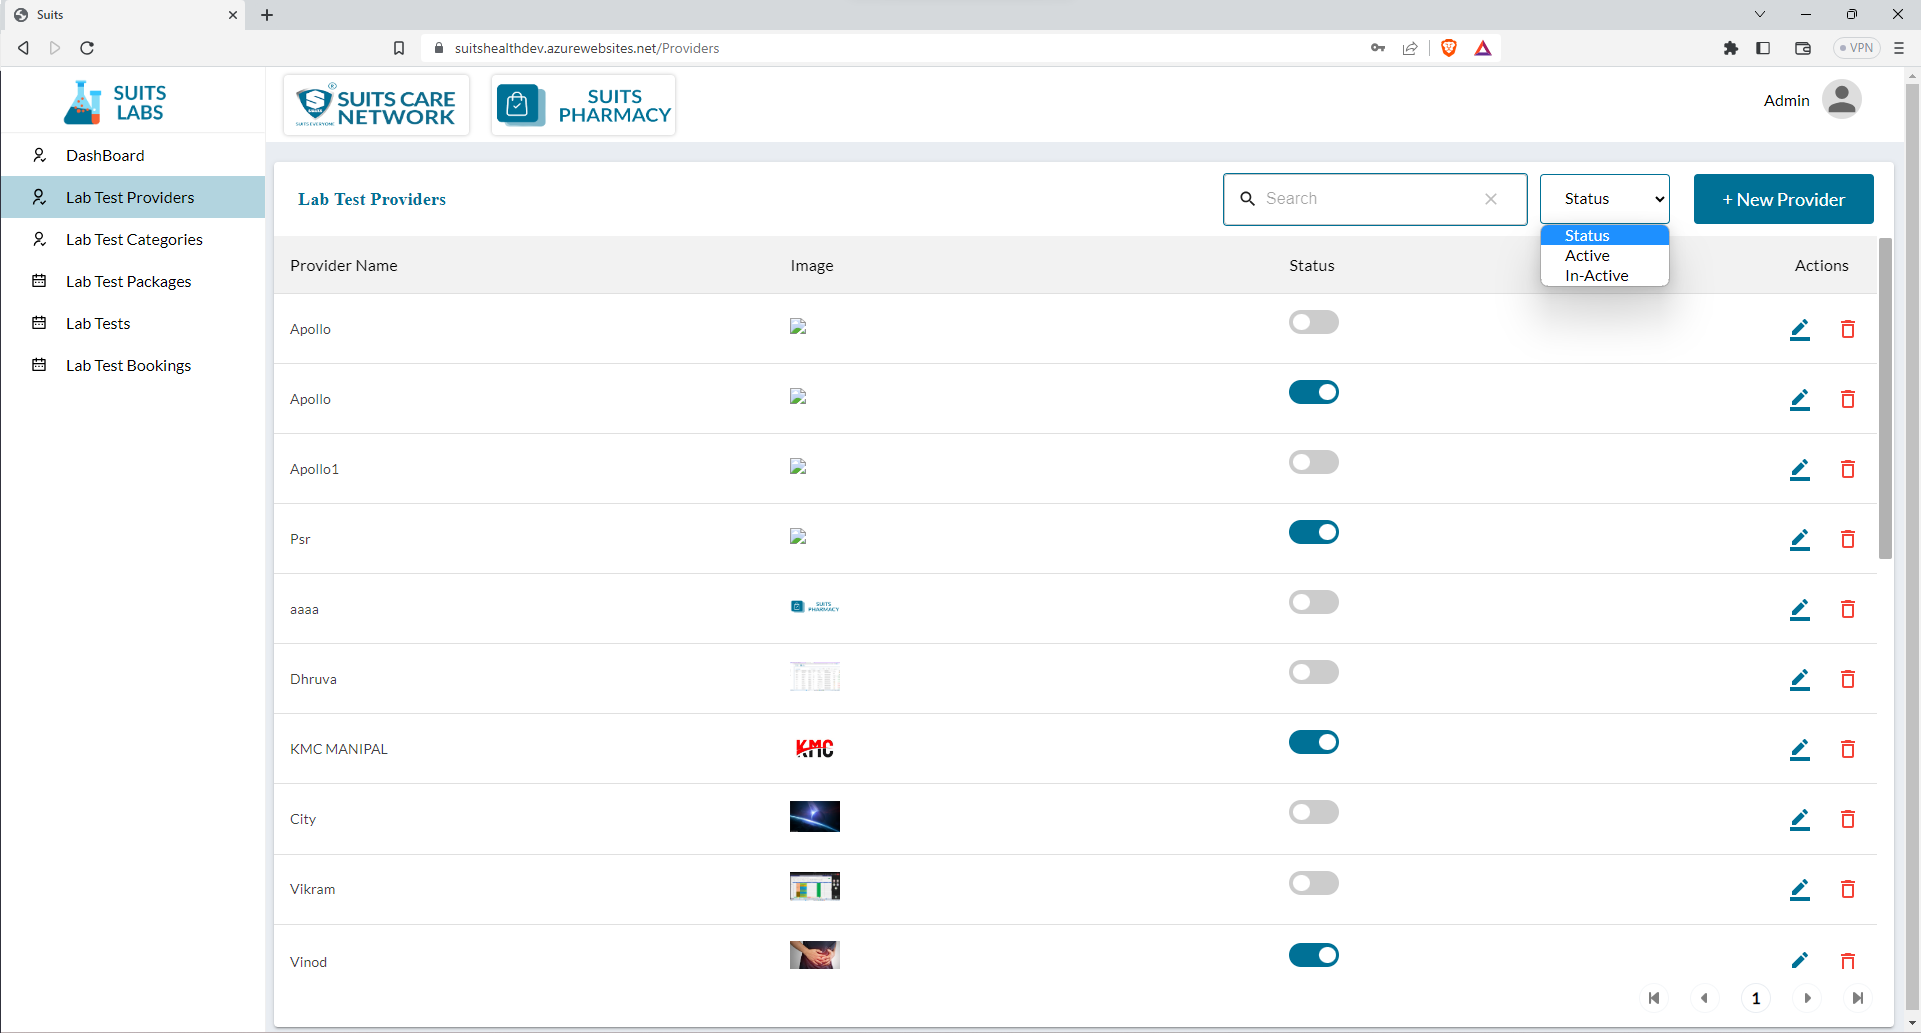 Suits
suitshealthdev.azurewebsites.net/Providers
VPN
SUITS
LABS
SUITS CARE
NETWORK
SUITS
PHARMACY
Admin
DashBoard
Lab Test Providers
Lab Test Categories
Lab Test Packages
Lab Tests
Lab Test Bookings
Lab Test Providers
Search
Status
+ New Provider
Status
Active
In-Active
Provider Name
Image
Status
Actions
Apollo
Apollo
Apollo1
Psr
aaaa
SUITS
PHARMACY
Dhruva
KMC MANIPAL
KMC
City
Vikram
Vinod
1